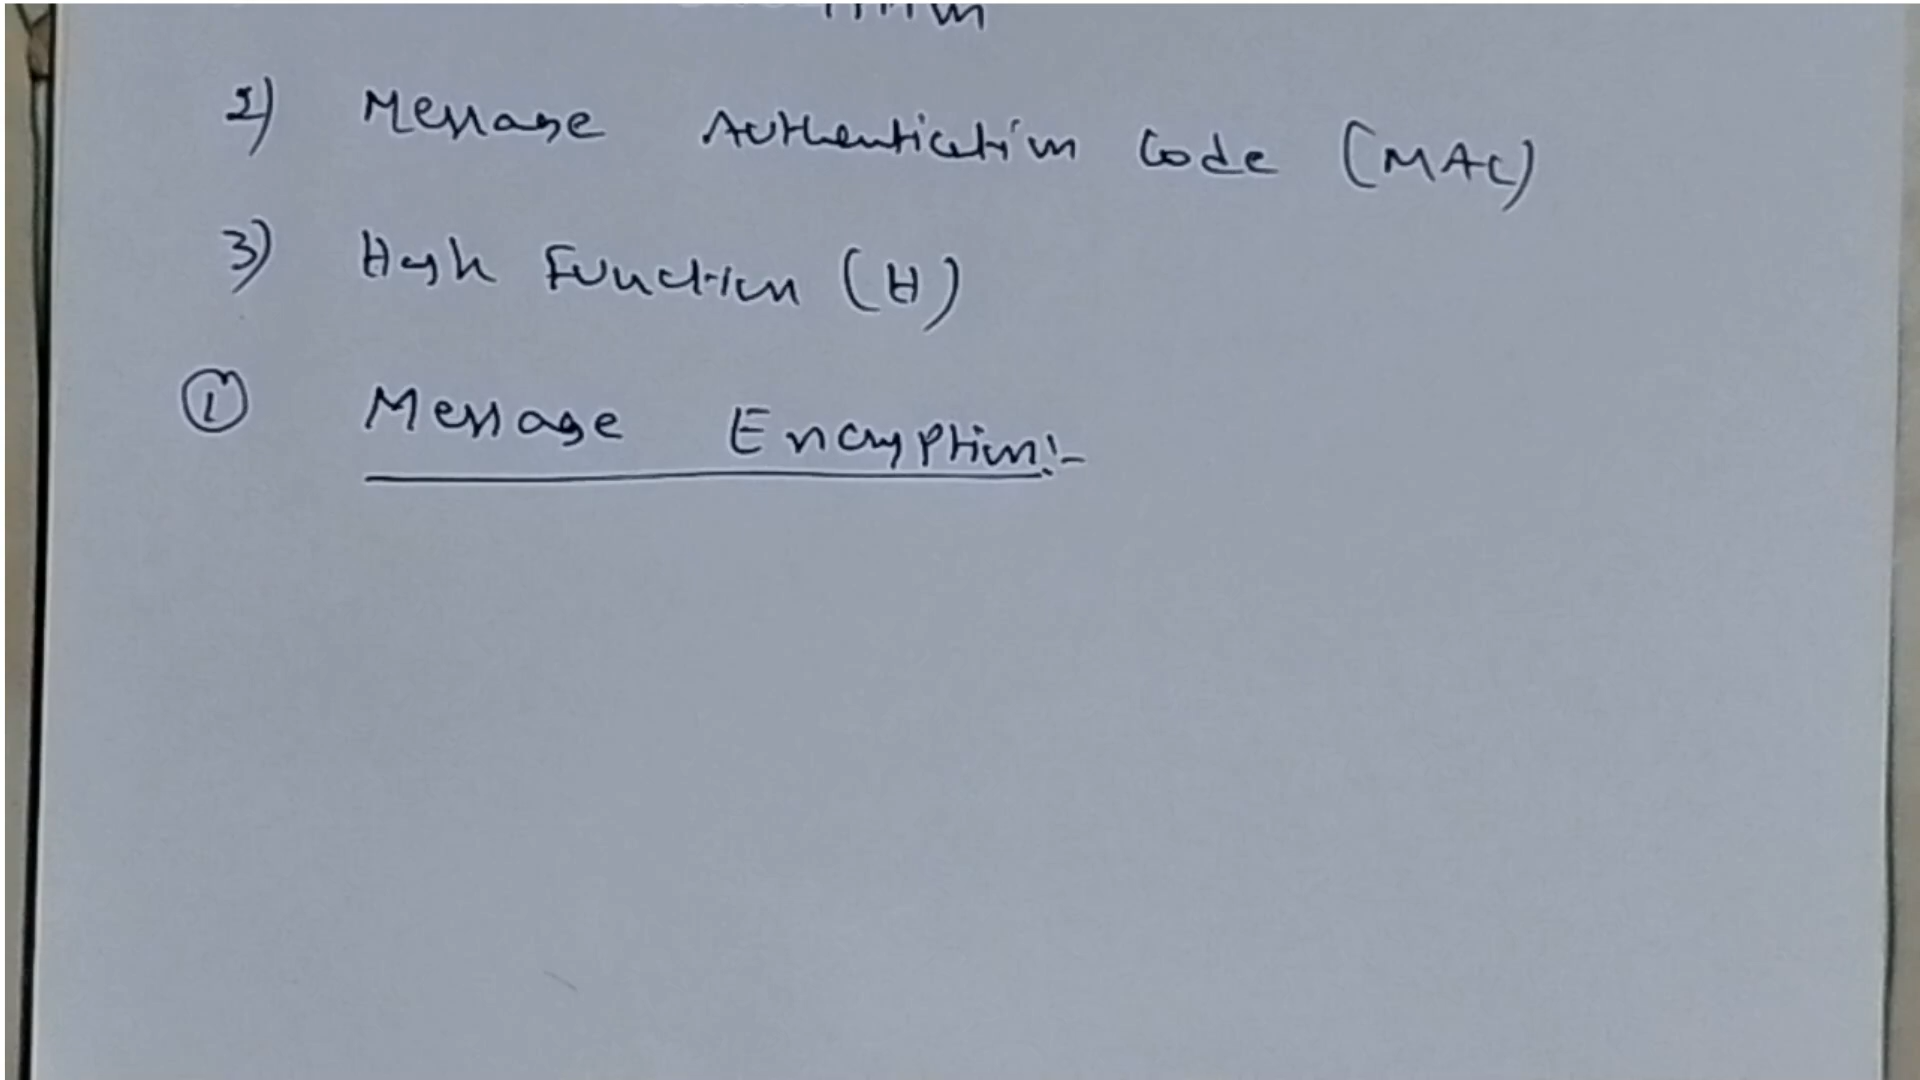 2) Message Authentication Code (MAC)
3) Hash Function (H)
① Message Encryption:-